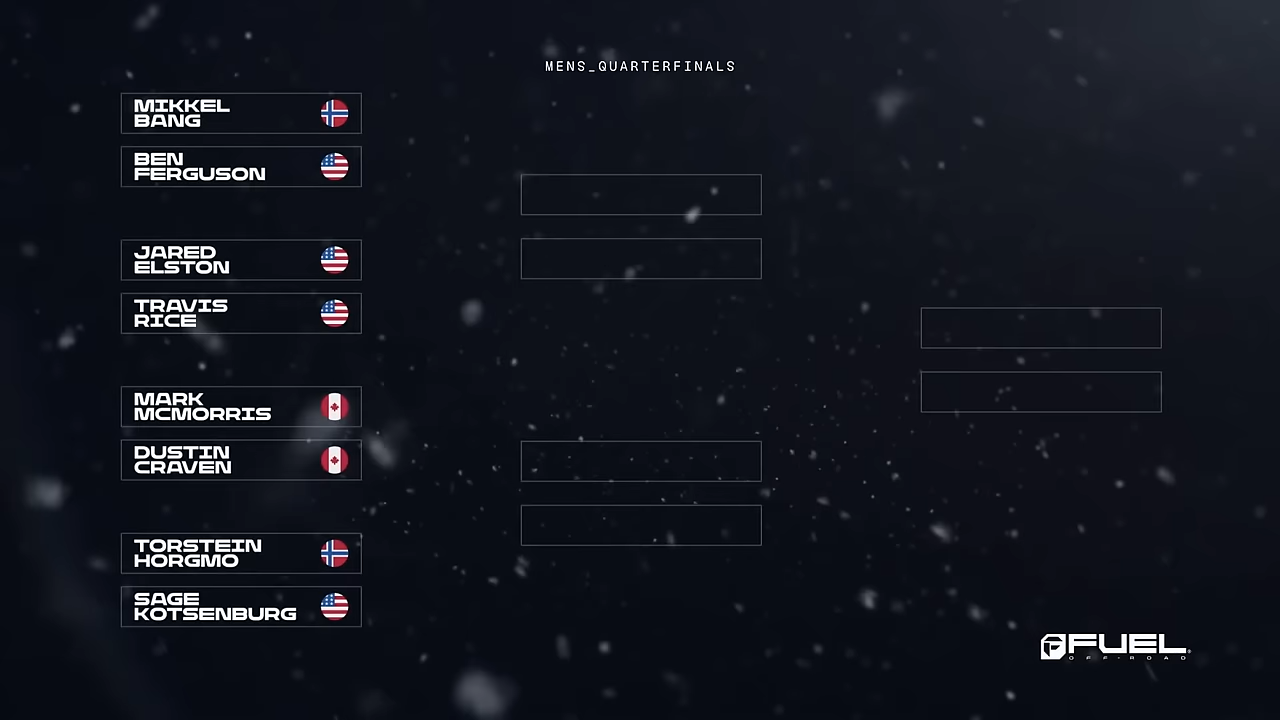 MENS_QUARTERFINALS
MIKKEL
BANG
BEN
FERGUSON
JARED
ELSTON
TRAVIS
RICE
MARK
MCMORRIS
DUSTIN
CRAVEN
TORSTEIN
HORGMO
SAGE
KOTSENBURG
FUEL
OFF-ROAD